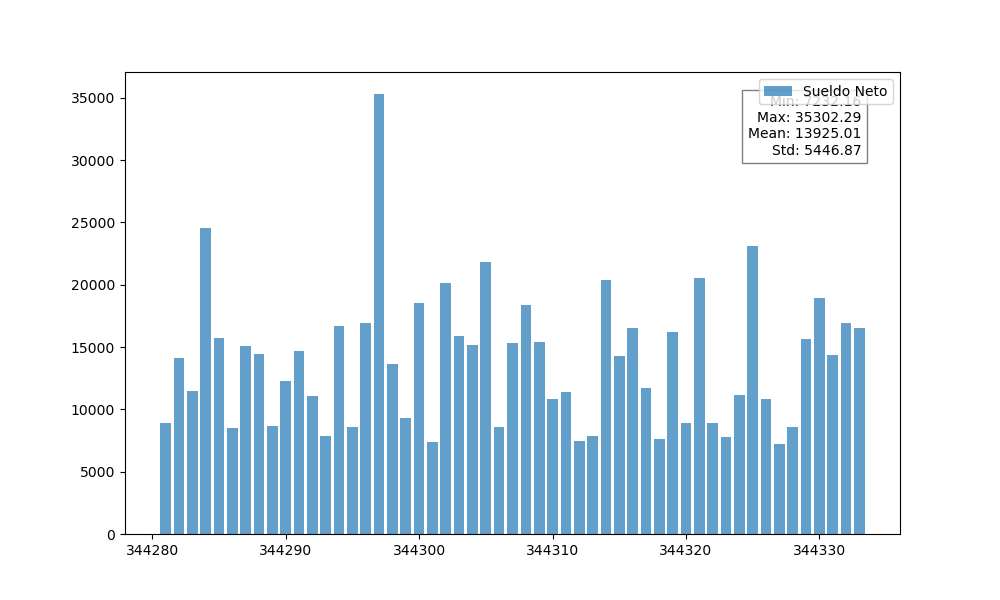 35000
30000
25000
20000
15000
10000
5000
0
344280 344290 344300 344310 344320 344330
Sueldo Neto
Min: 7232.16
Max: 35302.29
Mean: 13925.01
Std: 5446.87